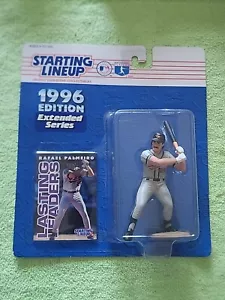 STARTING
LINEUP
1996
EDITION
Extended
Series
RAFAEL PALMEIRO
LASTING
LEADERS